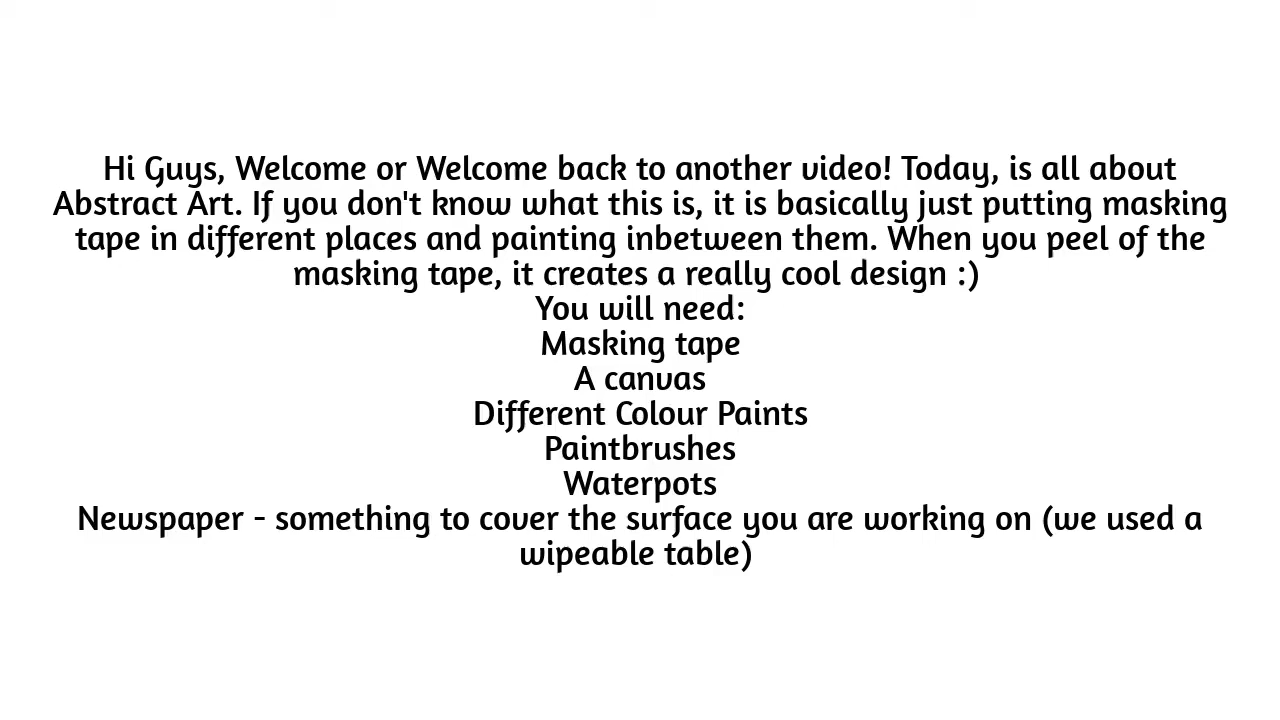 Hi Guys, Welcome or Welcome back to another video! Today, is all about
Abstract Art. If you don't know what this is, it is basically just putting masking
tape in different places and painting inbetween them. When you peel of the
masking tape, it creates a really cool design :)
You will need:
Masking tape
A canvas
Different Colour Paints
Paintbrushes
Waterpots
Newspaper - something to cover the surface you are working on (we used a
wipeable table)